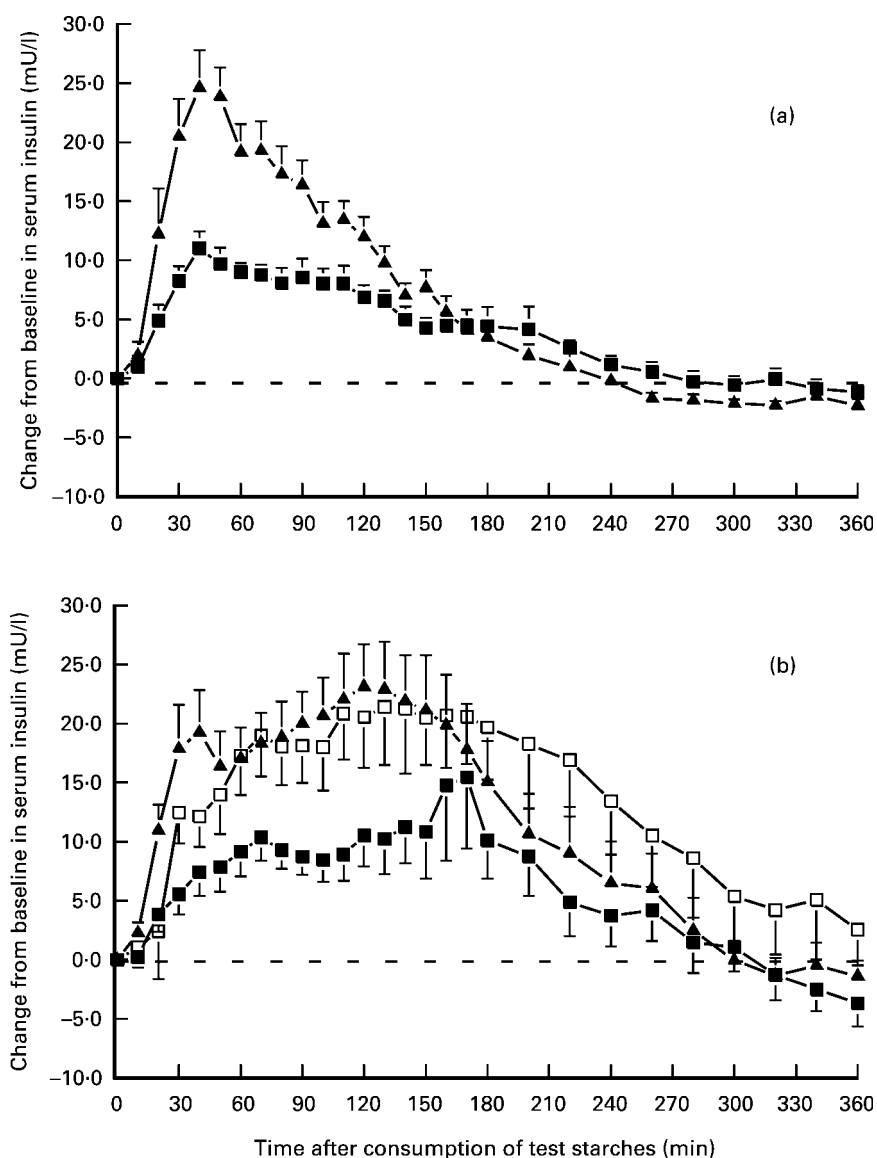 Change from baseline in serum insulin (mU/l)
30·0
25·0
20·0
15·0
10·0
5·0
0·0
−5·0
−10·0
(a)
0 30 60 90 120 150 180 210 240 270 300 330 360
Change from baseline in serum insulin (mU/l)
30·0
25·0
20·0
15·0
10·0
5·0
0·0
−5·0
−10·0
(b)
0 30 60 90 120 150 180 210 240 270 300 330 360
Time after consumption of test starches (min)